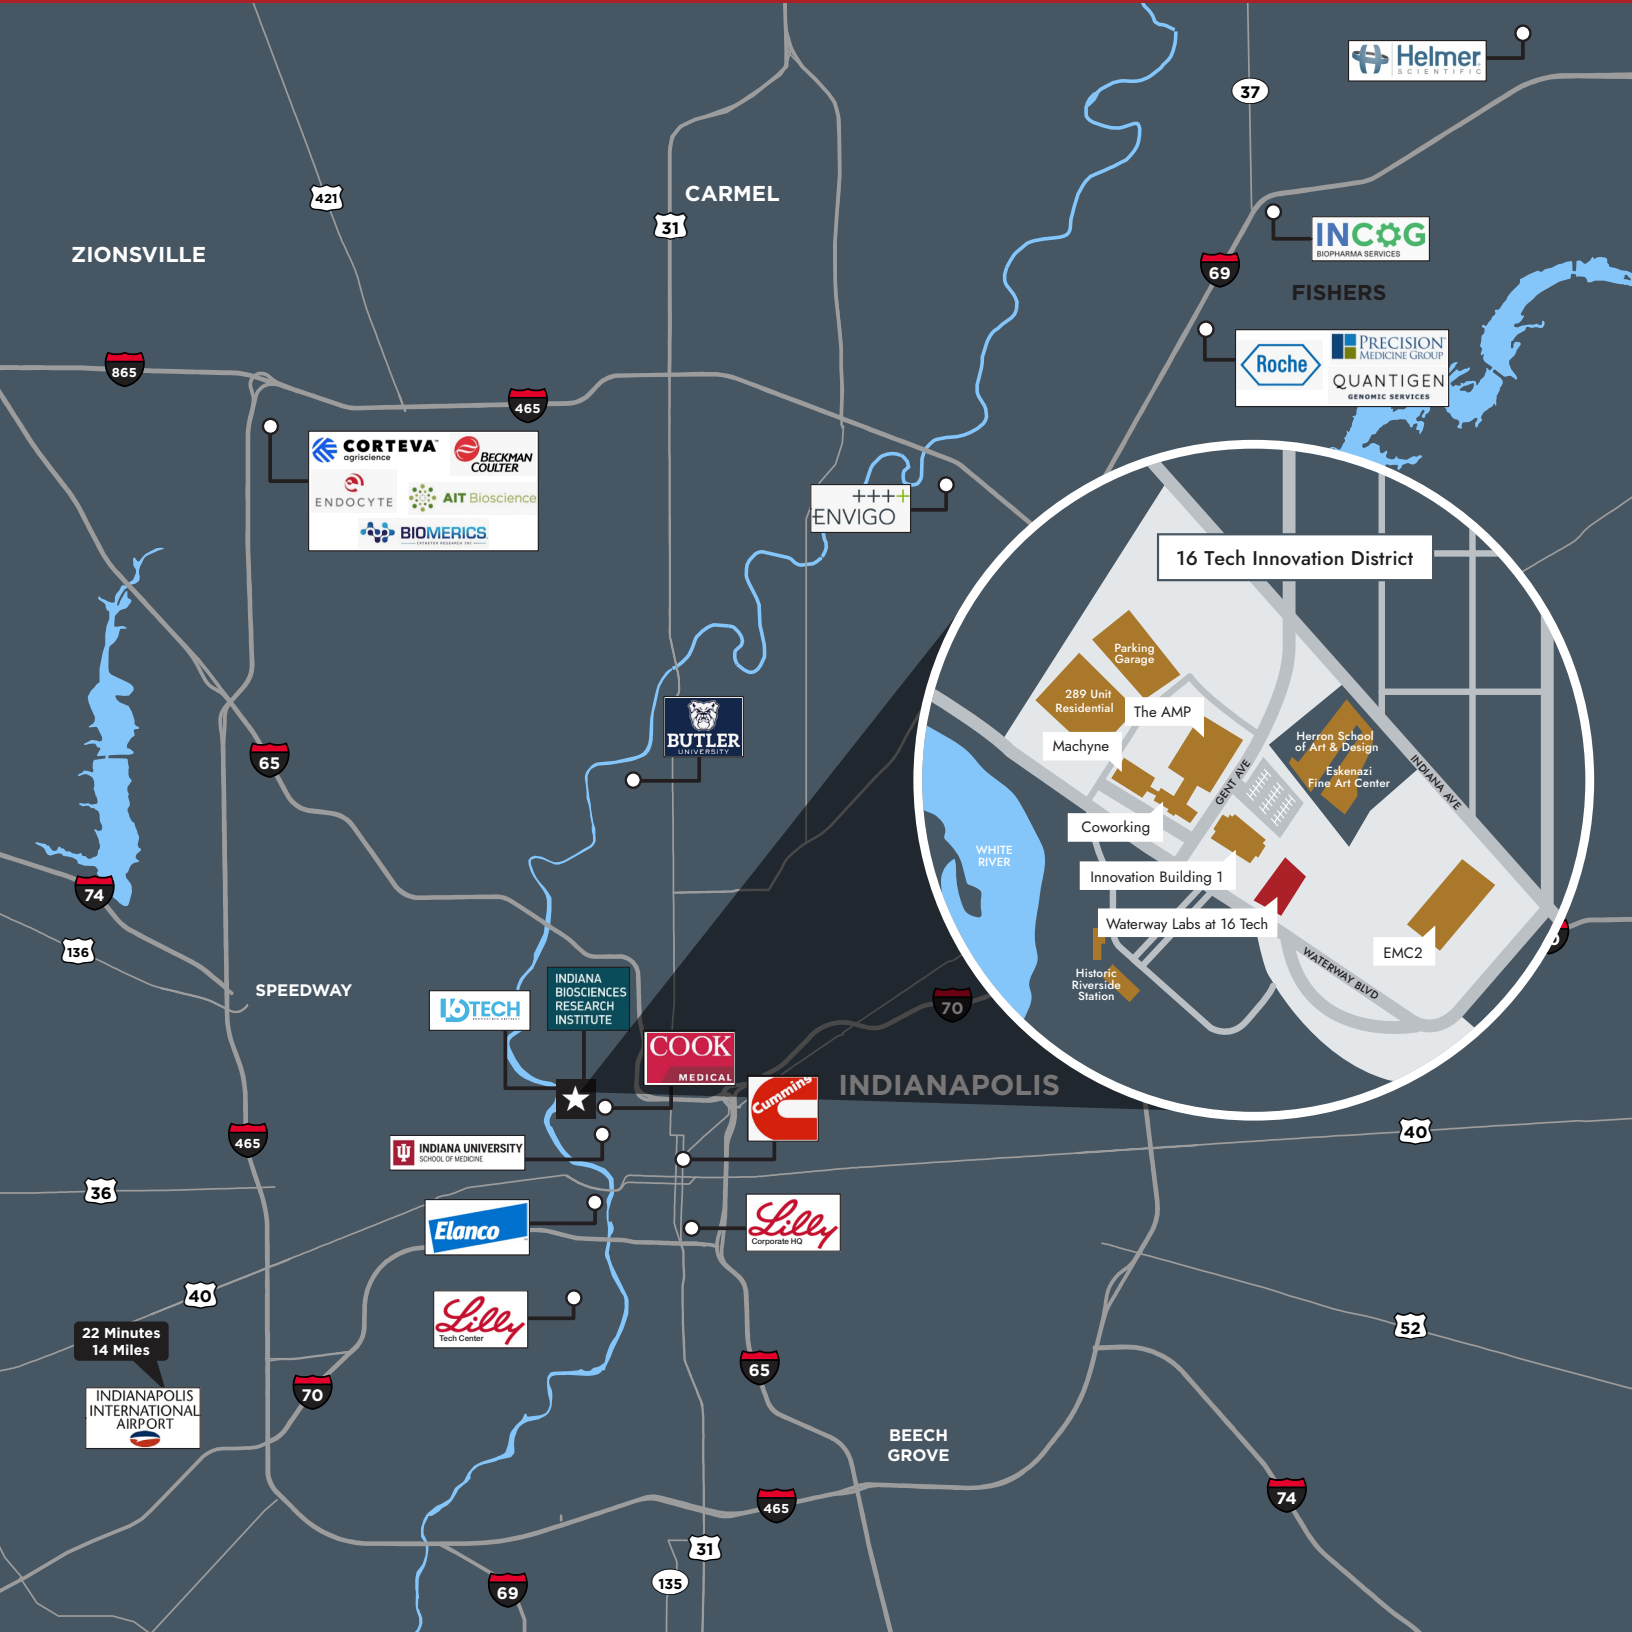 Helmer
SCIENTIFIC
37
421
CARMEL
31
ZIONSVILLE
INCOG
BIOPHARMA SERVICES
69
FISHERS
Roche
PRECISION
MEDICINE GROUP
QUANTIGEN
GENOMIC SERVICES
865
465
CORTEVA™
agriscience
BECKMAN
COULTER
ENDOCYTE
AIT Bioscience
BIOMERICS
ENVIGO
16 Tech Innovation District
Parking
Garage
289 Unit
Residential
The AMP
Machyne
Herron School
of Art & Design
Eskenazi
Fine Art Center
GENT AVE
INDIANA AVE
Coworking
WHITE
RIVER
Innovation Building 1
Waterway Labs at 16 Tech
EMC2
WATERWAY BLVD
Historic
Riverside
Station
BUTLER
UNIVERSITY
65
74
136
SPEEDWAY
16TECH
INDIANA
BIOSCIENCES
RESEARCH
INSTITUTE
70
COOK
MEDICAL
Cummins
INDIANAPOLIS
465
INDIANA UNIVERSITY
SCHOOL OF MEDICINE
40
36
Elanco
Lilly
Corporate HQ
40
Lilly
Tech Center
52
22 Minutes
14 Miles
INDIANAPOLIS
INTERNATIONAL
AIRPORT
70
65
BEECH
GROVE
465
74
31
135
69